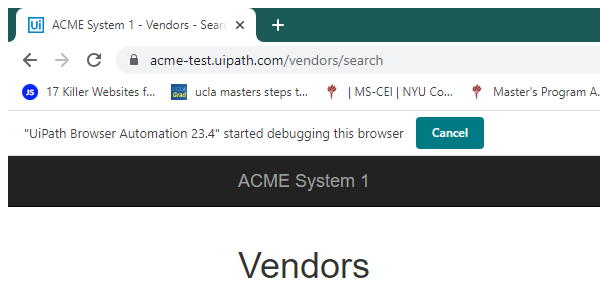 Ui ACME System 1 - Vendors - Searc
acme-test.uipath.com/vendors/search
JS 17 Killer Websites f... UCLA Grad ucla masters steps t... | MS-CEI | NYU Co... Master's Program A.
"UiPath Browser Automation 23.4" started debugging this browser Cancel
ACME System 1
Vendors